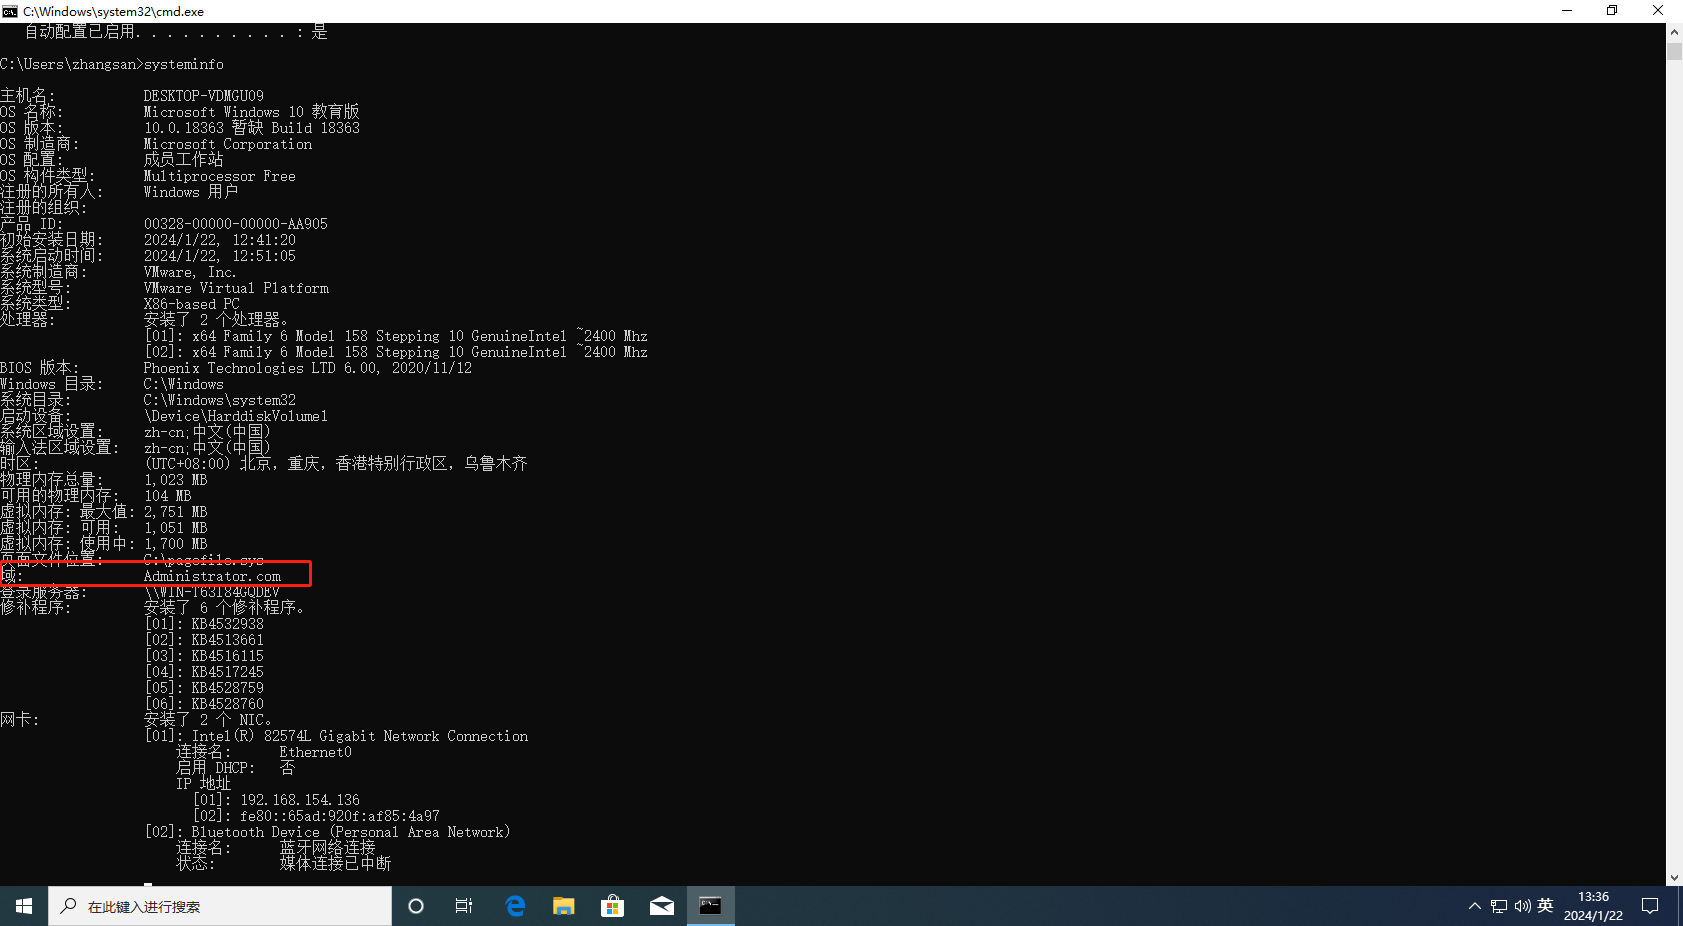 C:\Windows\system32\cmd.exe
自动配置已启用. . . . . . . . . . : 是
C:\Users\zhangsan>systeminfo
主机名: DESKTOP-VDMGU09
OS 名称: Microsoft Windows 10 教育版
OS 版本: 10.0.18363 暂缺 Build 18363
OS 制造商: Microsoft Corporation
OS 配置: 成员工作站
OS 构件类型: Multiprocessor Free
注册的所有人: Windows 用户
注册的组织:
产品 ID: 00328-00000-00000-AA905
初始安装日期: 2024/1/22, 12:41:20
系统启动时间: 2024/1/22, 12:51:05
系统制造商: VMware, Inc.
系统型号: VMware Virtual Platform
系统类型: X86-based PC
处理器: 安装了 2 个处理器。
[01]: x64 Family 6 Model 158 Stepping 10 GenuineIntel ~2400 Mhz
[02]: x64 Family 6 Model 158 Stepping 10 GenuineIntel ~2400 Mhz
BIOS 版本: Phoenix Technologies LTD 6.00, 2020/11/12
Windows 目录: C:\Windows
系统目录: C:\Windows\system32
启动设备: \Device\HarddiskVolume1
系统区域设置: zh-cn;中文(中国)
输入法区域设置: zh-cn;中文(中国)
时区: (UTC+08:00) 北京，重庆，香港特别行政区，乌鲁木齐
物理内存总量: 1,023 MB
可用的物理内存: 104 MB
虚拟内存: 最大值: 2,751 MB
虚拟内存: 可用: 1,051 MB
虚拟内存: 使用中: 1,700 MB
页面文件位置: C:\pagefile.sys
域: Administrator.com
登录服务器: \\WIN-T63I84GQDEV
修补程序: 安装了 6 个修补程序。
[01]: KB4532938
[02]: KB4513661
[03]: KB4516115
[04]: KB4517245
[05]: KB4528759
[06]: KB4528760
网卡: 安装了 2 个 NIC。
[01]: Intel(R) 82574L Gigabit Network Connection
连接名: Ethernet0
启用 DHCP: 否
IP 地址
[01]: 192.168.154.136
[02]: fe80::65ad:920f:af85:4a97
[02]: Bluetooth Device (Personal Area Network)
连接名: 蓝牙网络连接
状态: 媒体连接已中断
在此键入进行搜索
英
13:36
2024/1/22